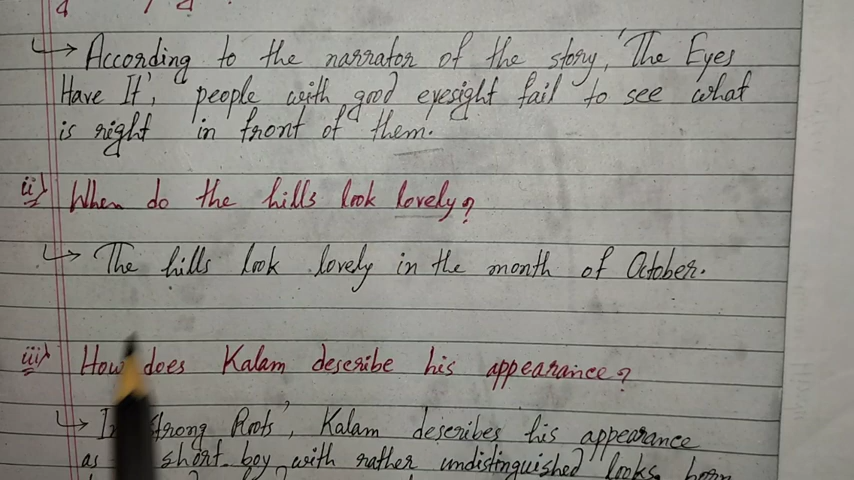 ↳ According to the narrator of the story, 'The Eyes
Have It', people with good eyesight fail to see what
is right in front of them.
ii) When do the hills look lovely?
↳ The hills look lovely in the month of October.
iii) How does Kalam describe his appearance?
↳ Strong Roots', Kalam describes his appearance
as short boy with rather undistinguished looks, born